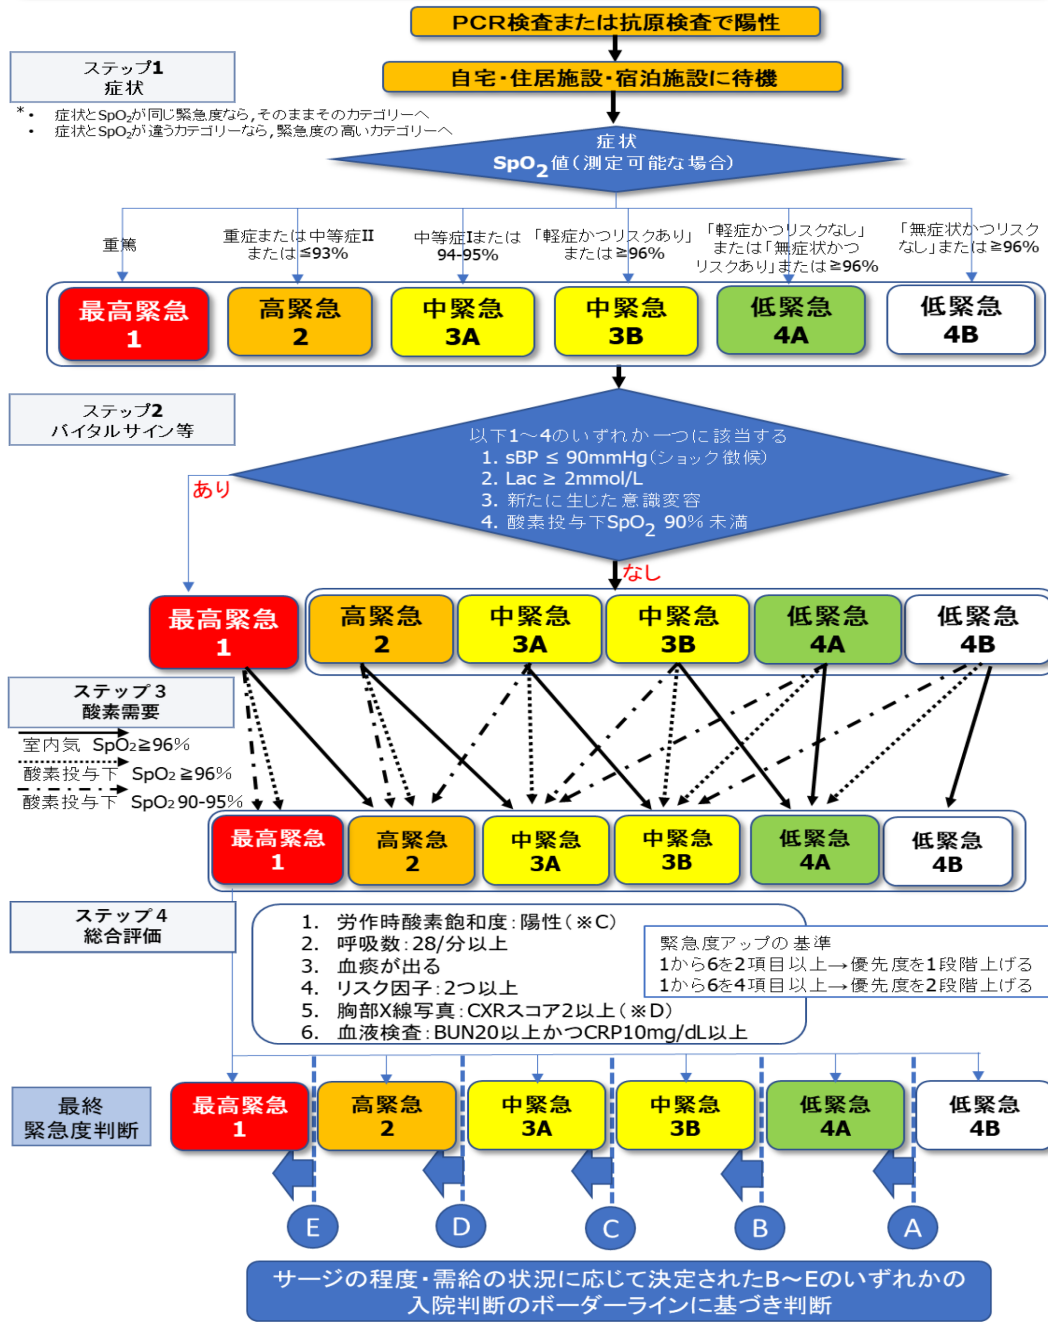 PCR検査または抗原検査で陽性
自宅・住居施設・宿泊施設に待機
ステップ1
症状
* • 症状とSpO₂が同じ緊急度なら,そのままそのカテゴリーへ
• 症状とSpO₂が違うカテゴリーなら,緊急度の高いカテゴリーへ
症状
SpO₂値(測定可能な場合)
重篤
重症または中等症II
または≦93%
中等症Iまたは
94-95%
「軽症かつリスクあり」
または≧96%
「軽症かつリスクなし」
または「無症状かつ
リスクあり」または≧96%
「無症状かつリスク
なし」または≧96%
最高緊急
1
高緊急
2
中緊急
3A
中緊急
3B
低緊急
4A
低緊急
4B
ステップ2
バイタルサイン等
以下1～4のいずれか一つに該当する
1. sBP ≤ 90mmHg(ショック徴候)
2. Lac ≥ 2mmol/L
3. 新たに生じた意識変容
4. 酸素投与下SpO₂ 90%未満
あり
なし
最高緊急
1
高緊急
2
中緊急
3A
中緊急
3B
低緊急
4A
低緊急
4B
ステップ3
酸素需要
室内気 SpO₂≧96%
酸素投与下 SpO₂≧96%
酸素投与下 SpO₂ 90-95%
最高緊急
1
高緊急
2
中緊急
3A
中緊急
3B
低緊急
4A
低緊急
4B
ステップ4
総合評価
1. 労作時酸素飽和度:陽性(※C)
2. 呼吸数:28/分以上
3. 血痰が出る
4. リスク因子:2つ以上
5. 胸部X線写真:CXRスコア2以上(※D)
6. 血液検査:BUN20以上かつCRP10mg/dL以上
緊急度アップの基準
1から6を2項目以上→優先度を1段階上げる
1から6を4項目以上→優先度を2段階上げる
最終
緊急度判断
最高緊急
1
高緊急
2
中緊急
3A
中緊急
3B
低緊急
4A
低緊急
4B
E
D
C
B
A
サージの程度・需給の状況に応じて決定されたB～Eのいずれかの
入院判断のボーダーラインに基づき判断